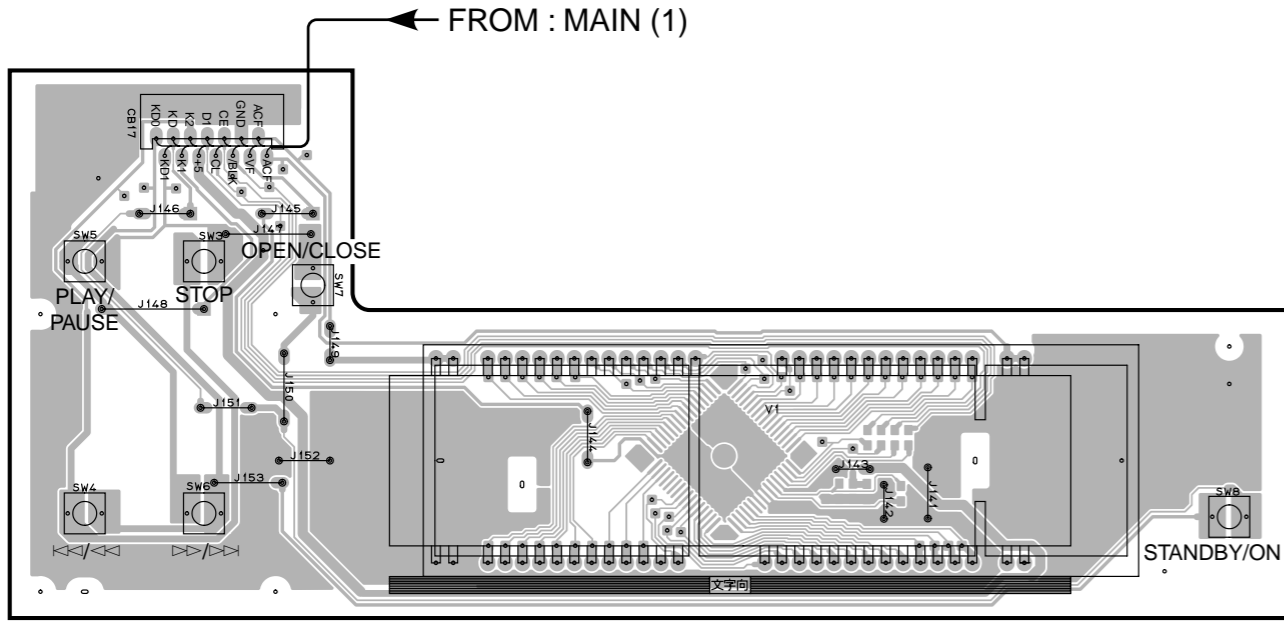 FROM : MAIN (1)
CB17
KD0
KD
K2
D1
CE
GND
ACF
KD1
K1
+5
CL
/BLK
VF
ACF
J146
J145
J147
SW5
SW3
OPEN/CLOSE
SW7
PLAY/
PAUSE
STOP
J148
J149
J150
J151
J144
V1
J152
J153
J143
J142
J141
SW4
SW6
SW8
STANDBY/ON
文字向